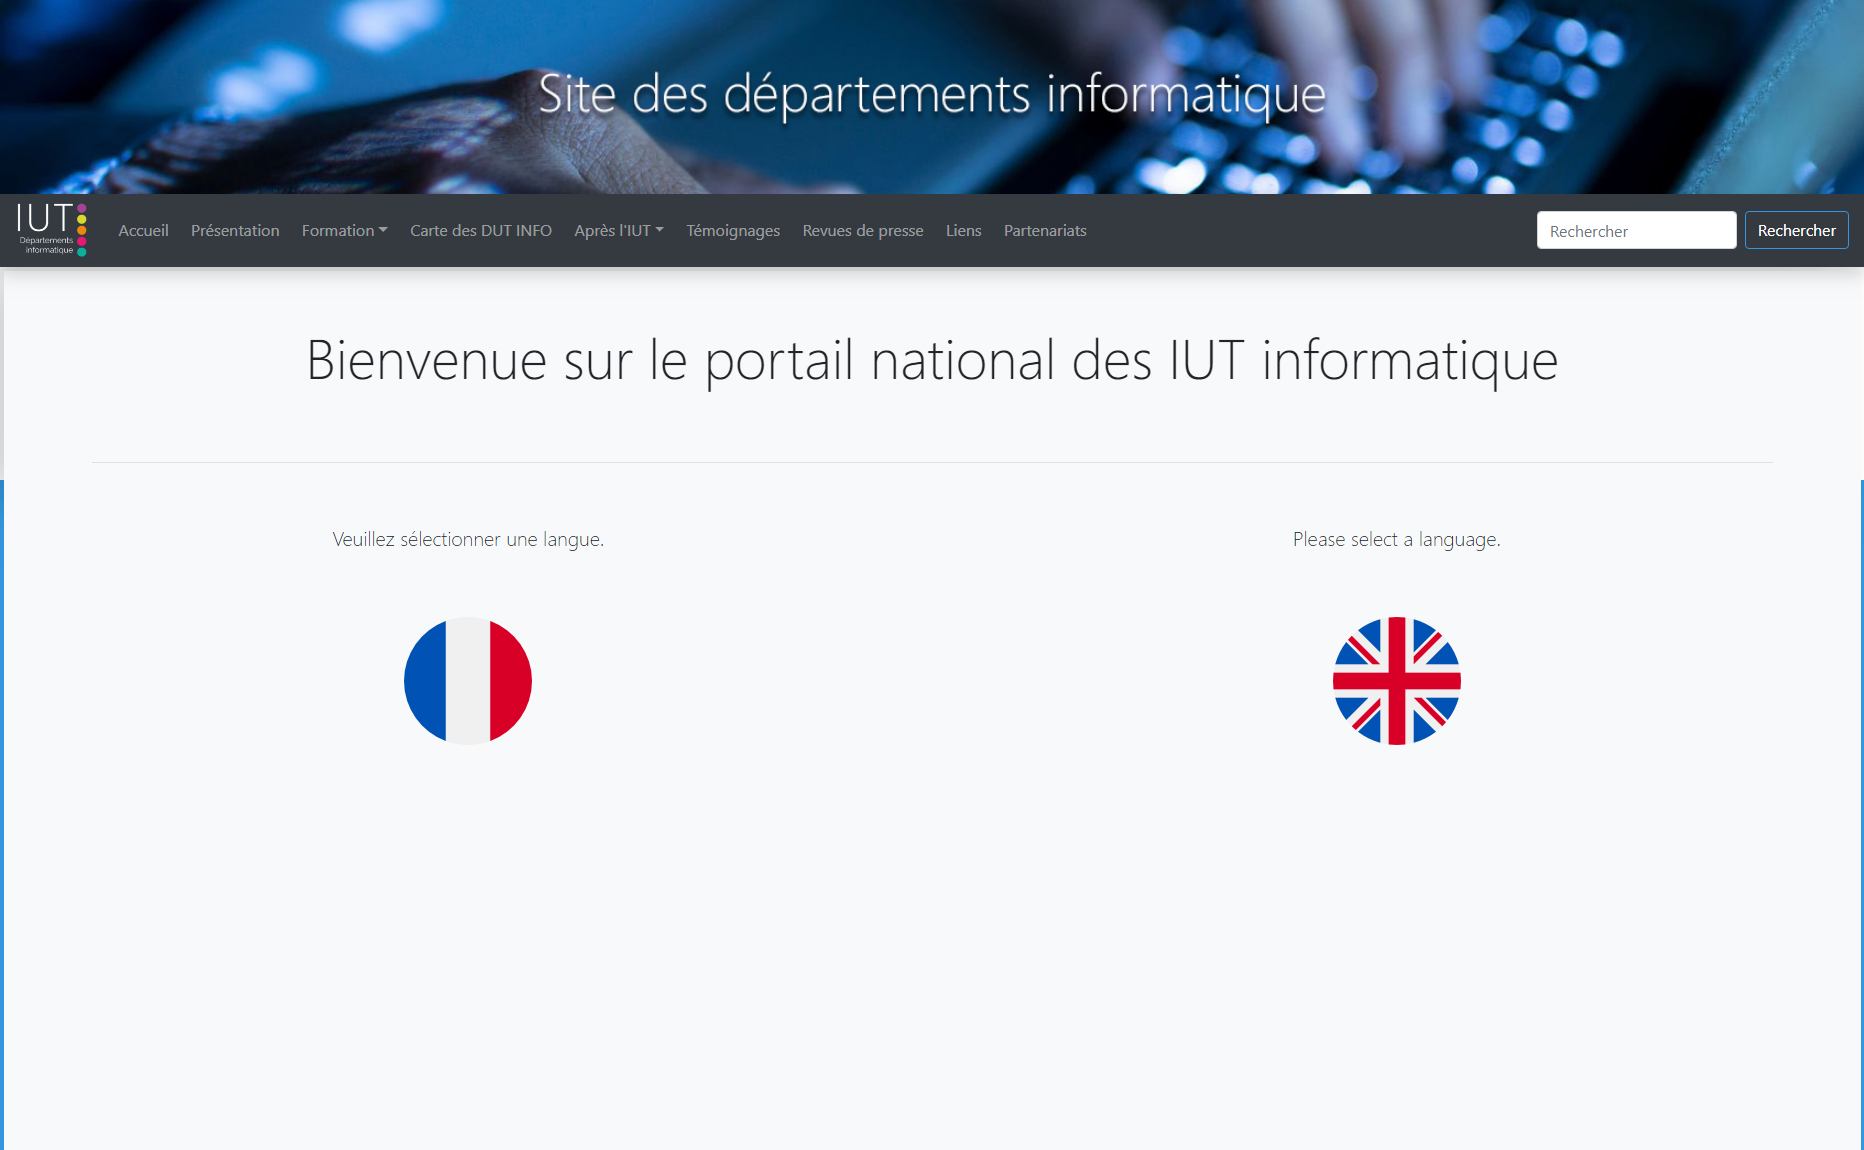 Site des départements informatique
IUT
Départements
informatique
Accueil Présentation Formation Carte des DUT INFO Après l'IUT Témoignages Revues de presse Liens Partenariats Rechercher Rechercher
Bienvenue sur le portail national des IUT informatique
Veuillez sélectionner une langue. Please select a language.